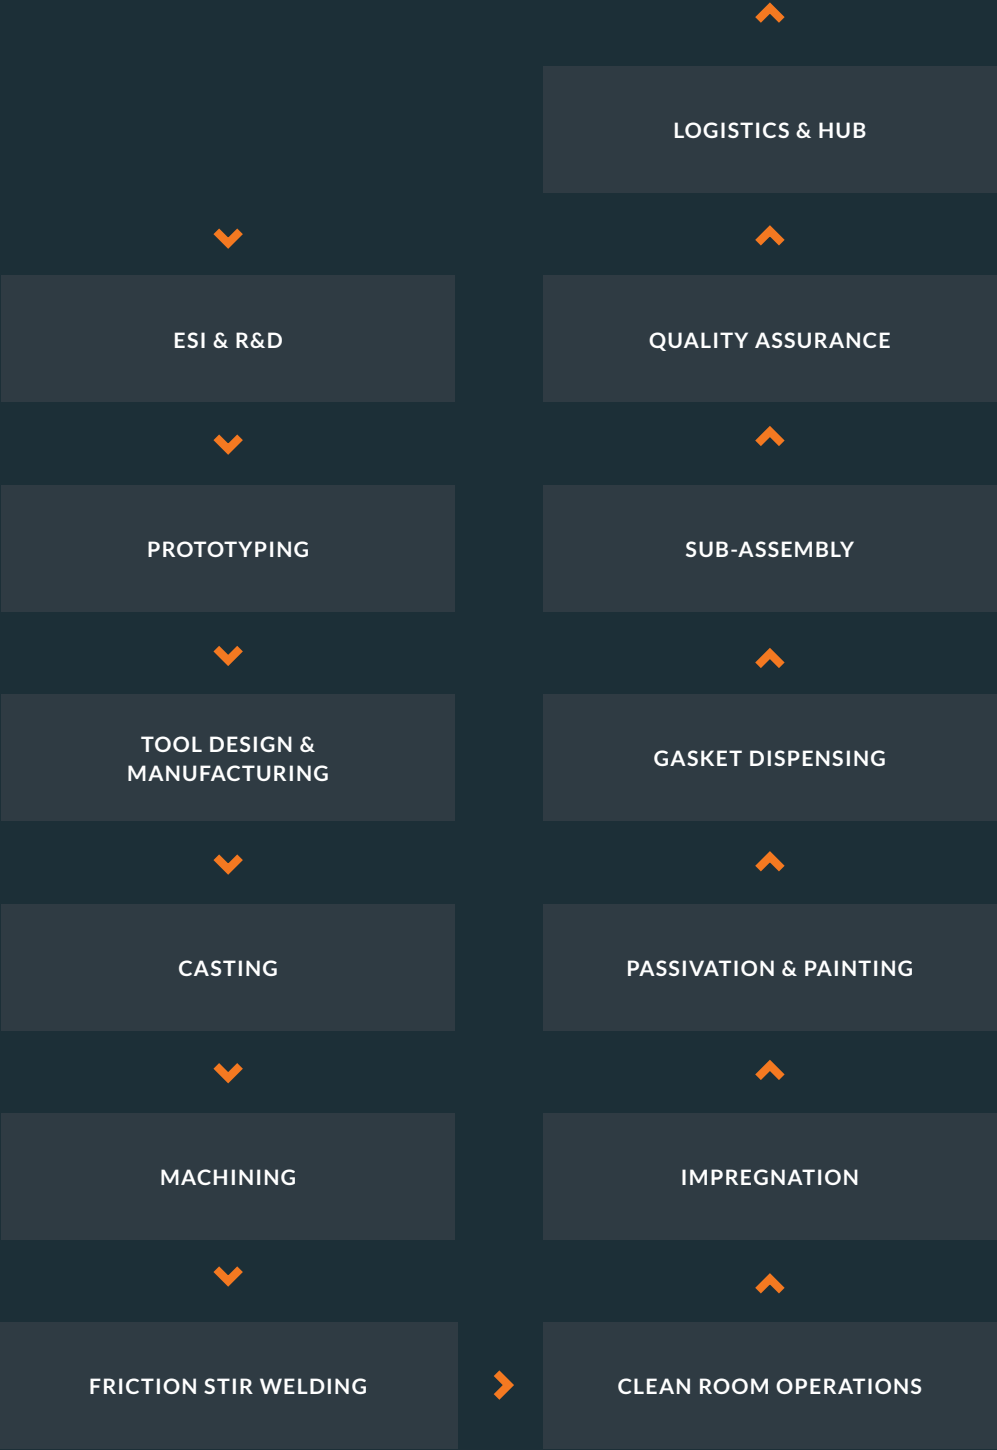 LOGISTICS & HUB
ESI & R&D
QUALITY ASSURANCE
PROTOTYPING
SUB-ASSEMBLY
TOOL DESIGN &
MANUFACTURING
GASKET DISPENSING
CASTING
PASSIVATION & PAINTING
MACHINING
IMPREGNATION
FRICTION STIR WELDING
CLEAN ROOM OPERATIONS